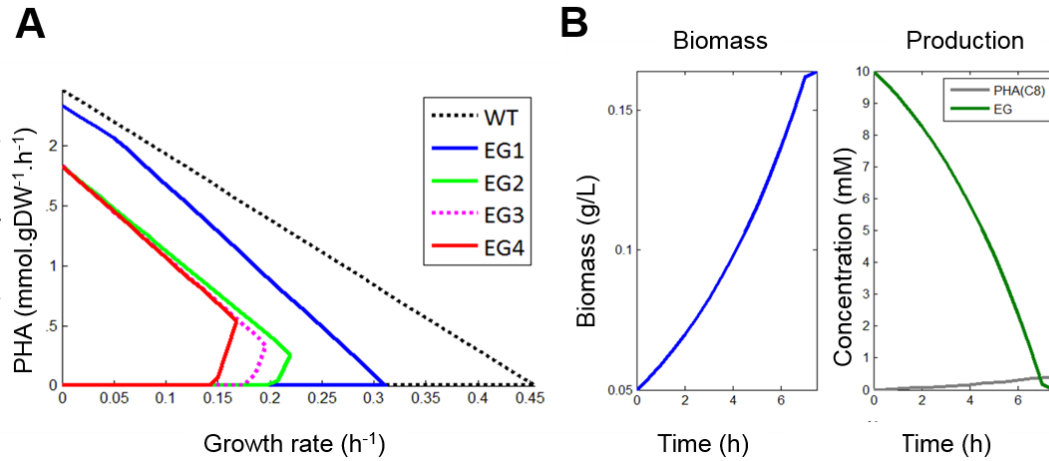 A
PHA (mmol.gDW-1.h-1)
2
.5
1
.5
0
0 0.05 0.1 0.15 0.2 0.25 0.3 0.35 0.4 0.45
Growth rate (h-1)
WT
EG1
EG2
EG3
EG4
B
Biomass
Biomass (g/L)
0.15
0.1
0.05
0 2 4 6
Time (h)
Production
Concentration (mM)
10
9
8
7
6
5
4
3
2
1
0
0 2 4 6
Time (h)
PHA(C8)
EG